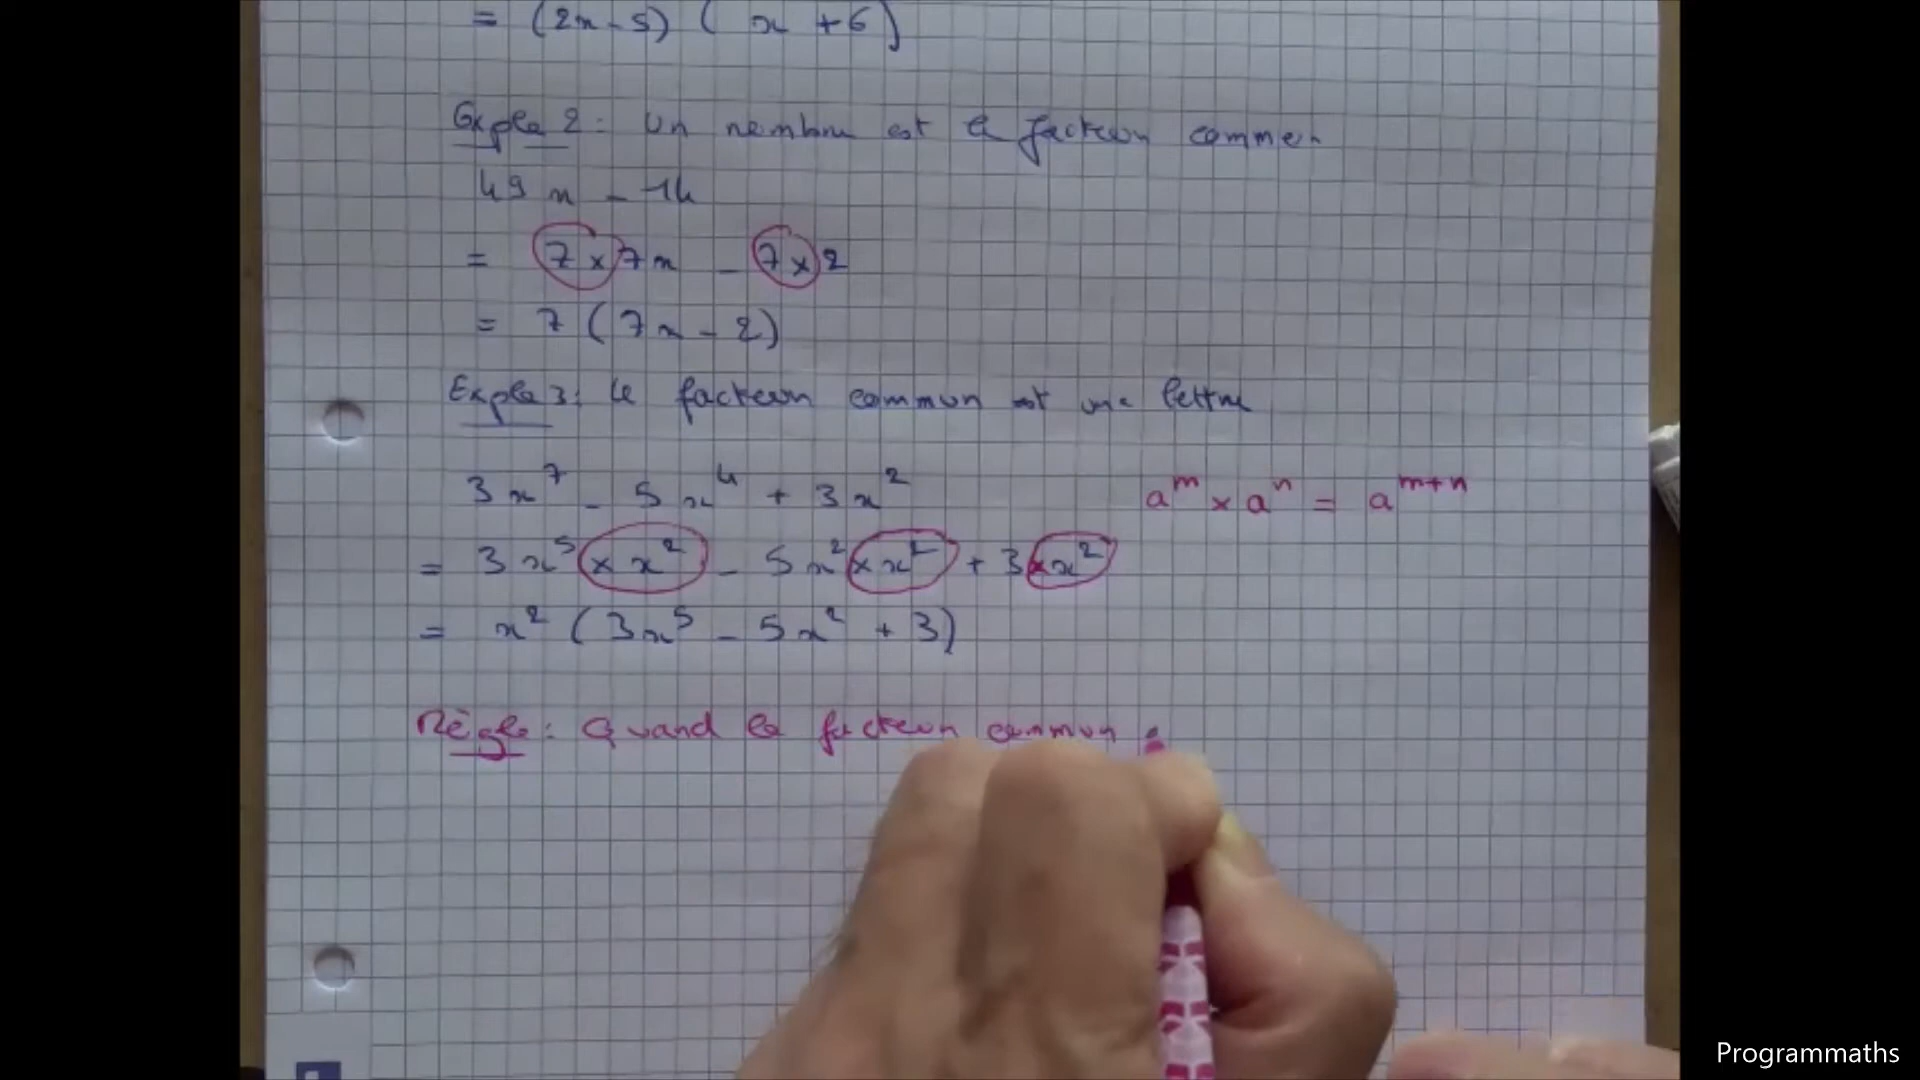 = (2x-5) ( x +6)
Exple 2: Un nombre est le facteur commun
49x - 14
= 7×7x - 7×2
= 7 (7x - 2)
Exple 3: le facteur commun est une lettre
3x⁷ - 5x⁴ + 3x²
aᵐ × aⁿ = aᵐ⁺ⁿ
= 3x⁵ × x² - 5x² × x² + 3 × x²
= x² (3x⁵ - 5x² + 3)
Règle: Quand le facteur commun
Programmaths